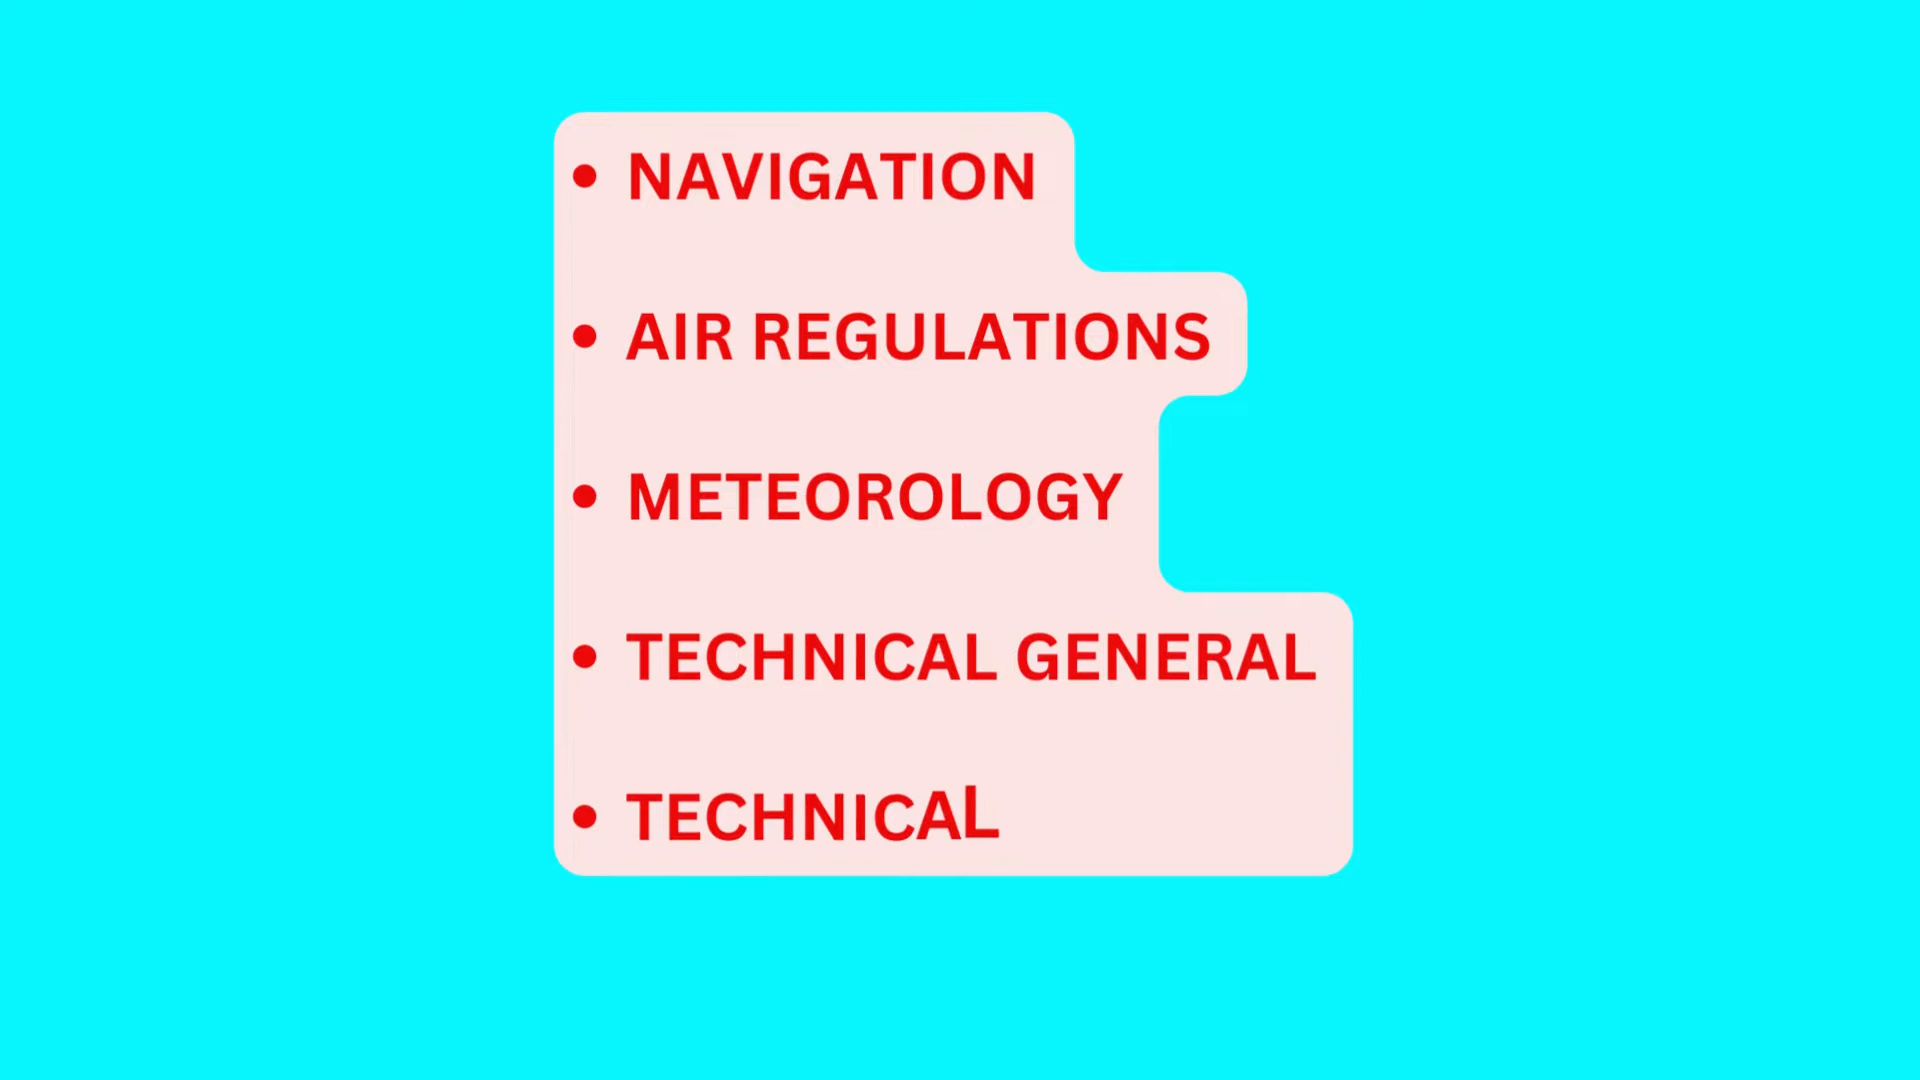 • NAVIGATION
• AIR REGULATIONS
• METEOROLOGY
• TECHNICAL GENERAL
• TECHNICAL